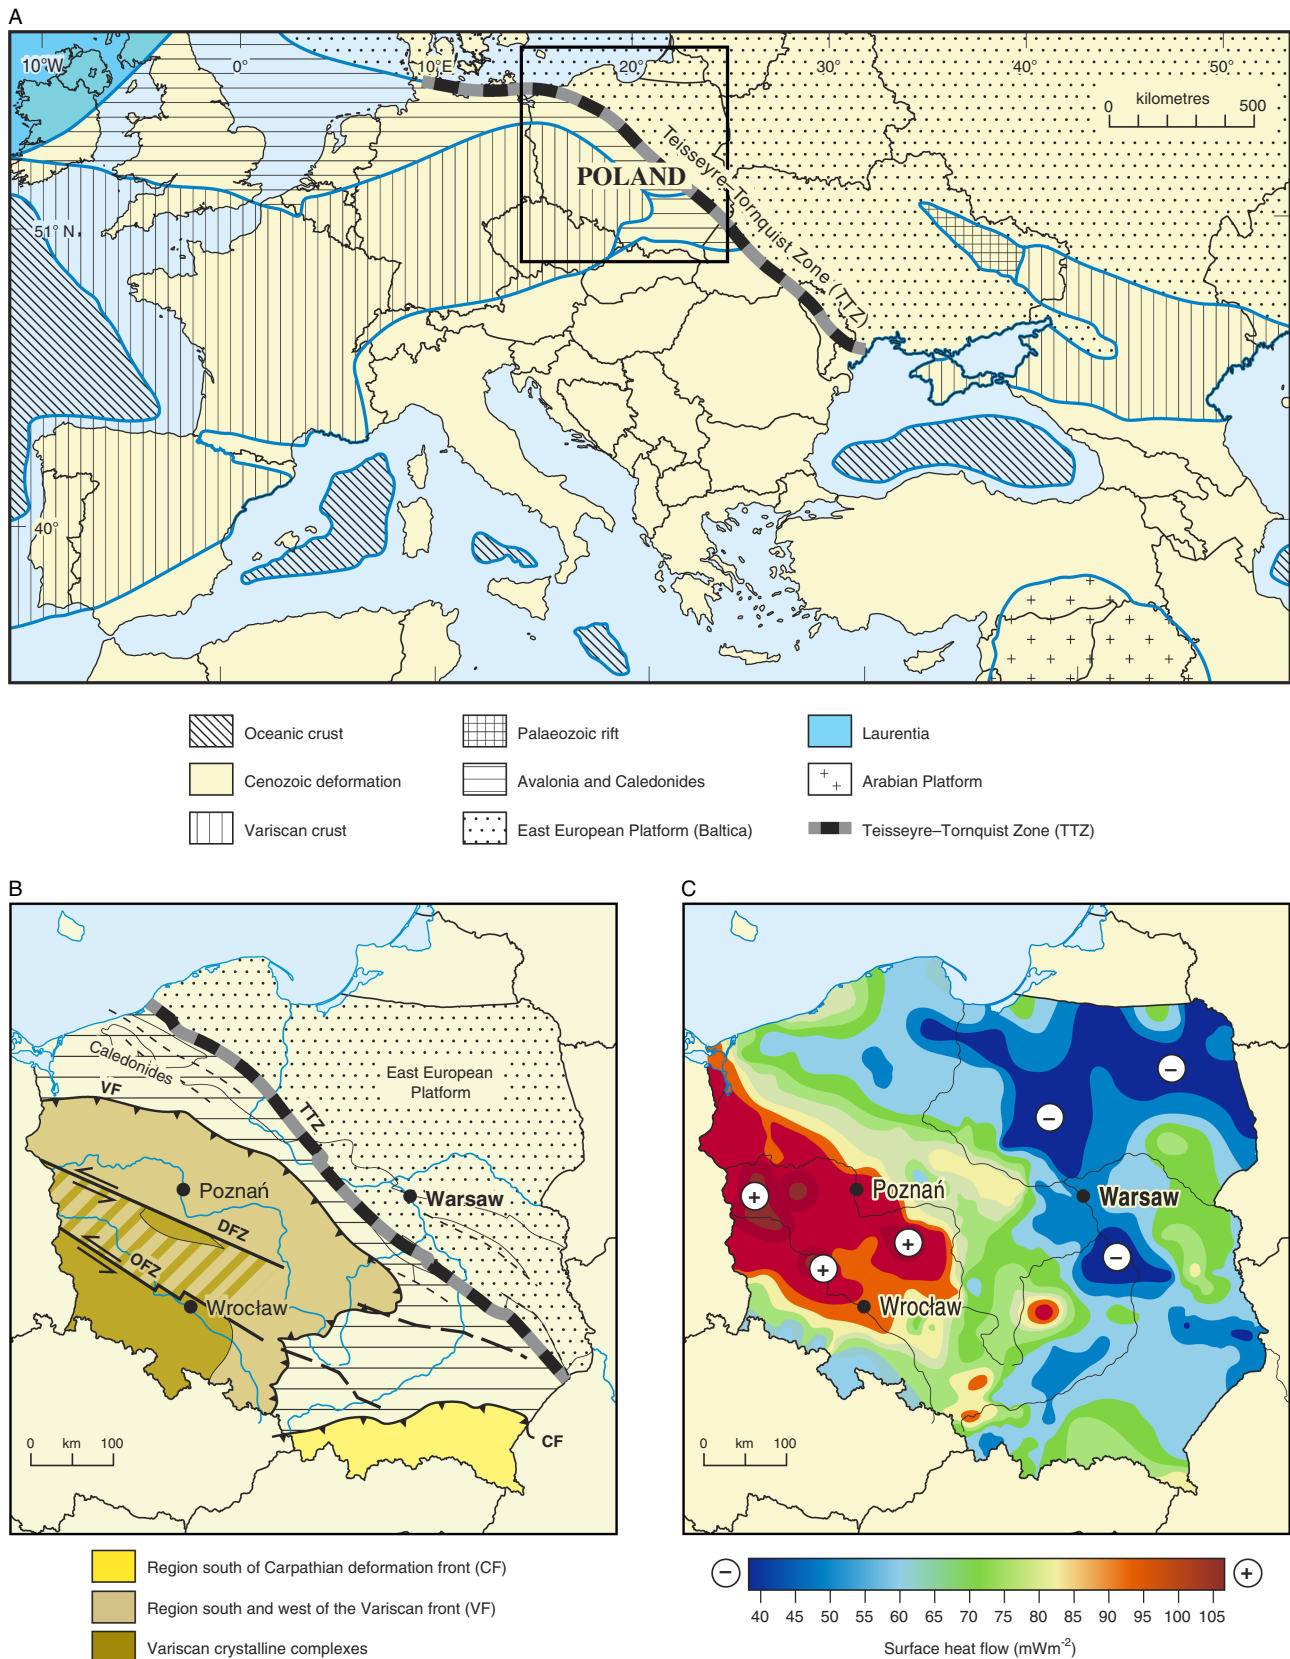 A
10°W
0°
10°E
20°
30°
40°
50°
0 kilometres 500
Teisseyre–Tornquist Zone (TTZ)
POLAND
51° N
40°
Oceanic crust
Palaeozoic rift
Laurentia
Cenozoic deformation
Avalonia and Caledonides
Arabian Platform
Variscan crust
East European Platform (Baltica)
Teisseyre–Tornquist Zone (TTZ)
B
Caledonides
VF
TTZ
East European
Platform
Poznań
Warsaw
DFZ
OFZ
Wrocław
CF
0 km 100
Region south of Carpathian deformation front (CF)
Region south and west of the Variscan front (VF)
Variscan crystalline complexes
C
−
−
+
Poznań
Warsaw
+
−
+
Wrocław
0 km 100
−
+
40 45 50 55 60 65 70 75 80 85 90 95 100 105
Surface heat flow (mWm⁻²)